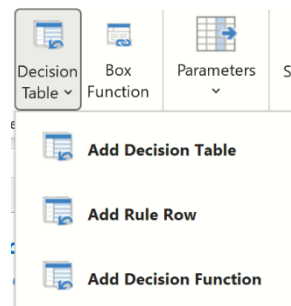 Decision Table
Box Function
Parameters
S
Add Decision Table
Add Rule Row
Add Decision Function